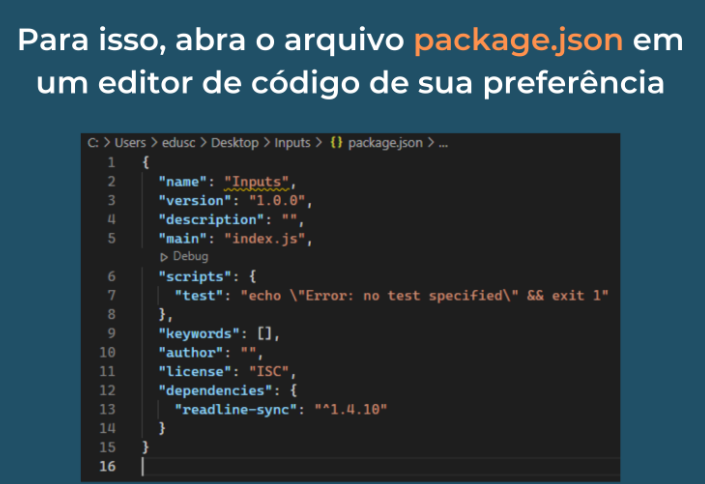 Para isso, abra o arquivo package.json em
um editor de código de sua preferência
C: > Users > edusc > Desktop > Inputs > {} package.json > ...
1 {
2 "name": "Inputs",
3 "version": "1.0.0",
4 "description": "",
5 "main": "index.js",
▷ Debug
6 "scripts": {
7 "test": "echo \"Error: no test specified\" && exit 1"
8 },
9 "keywords": [],
10 "author": "",
11 "license": "ISC",
12 "dependencies": {
13 "readline-sync": "^1.4.10"
14 }
15 }
16